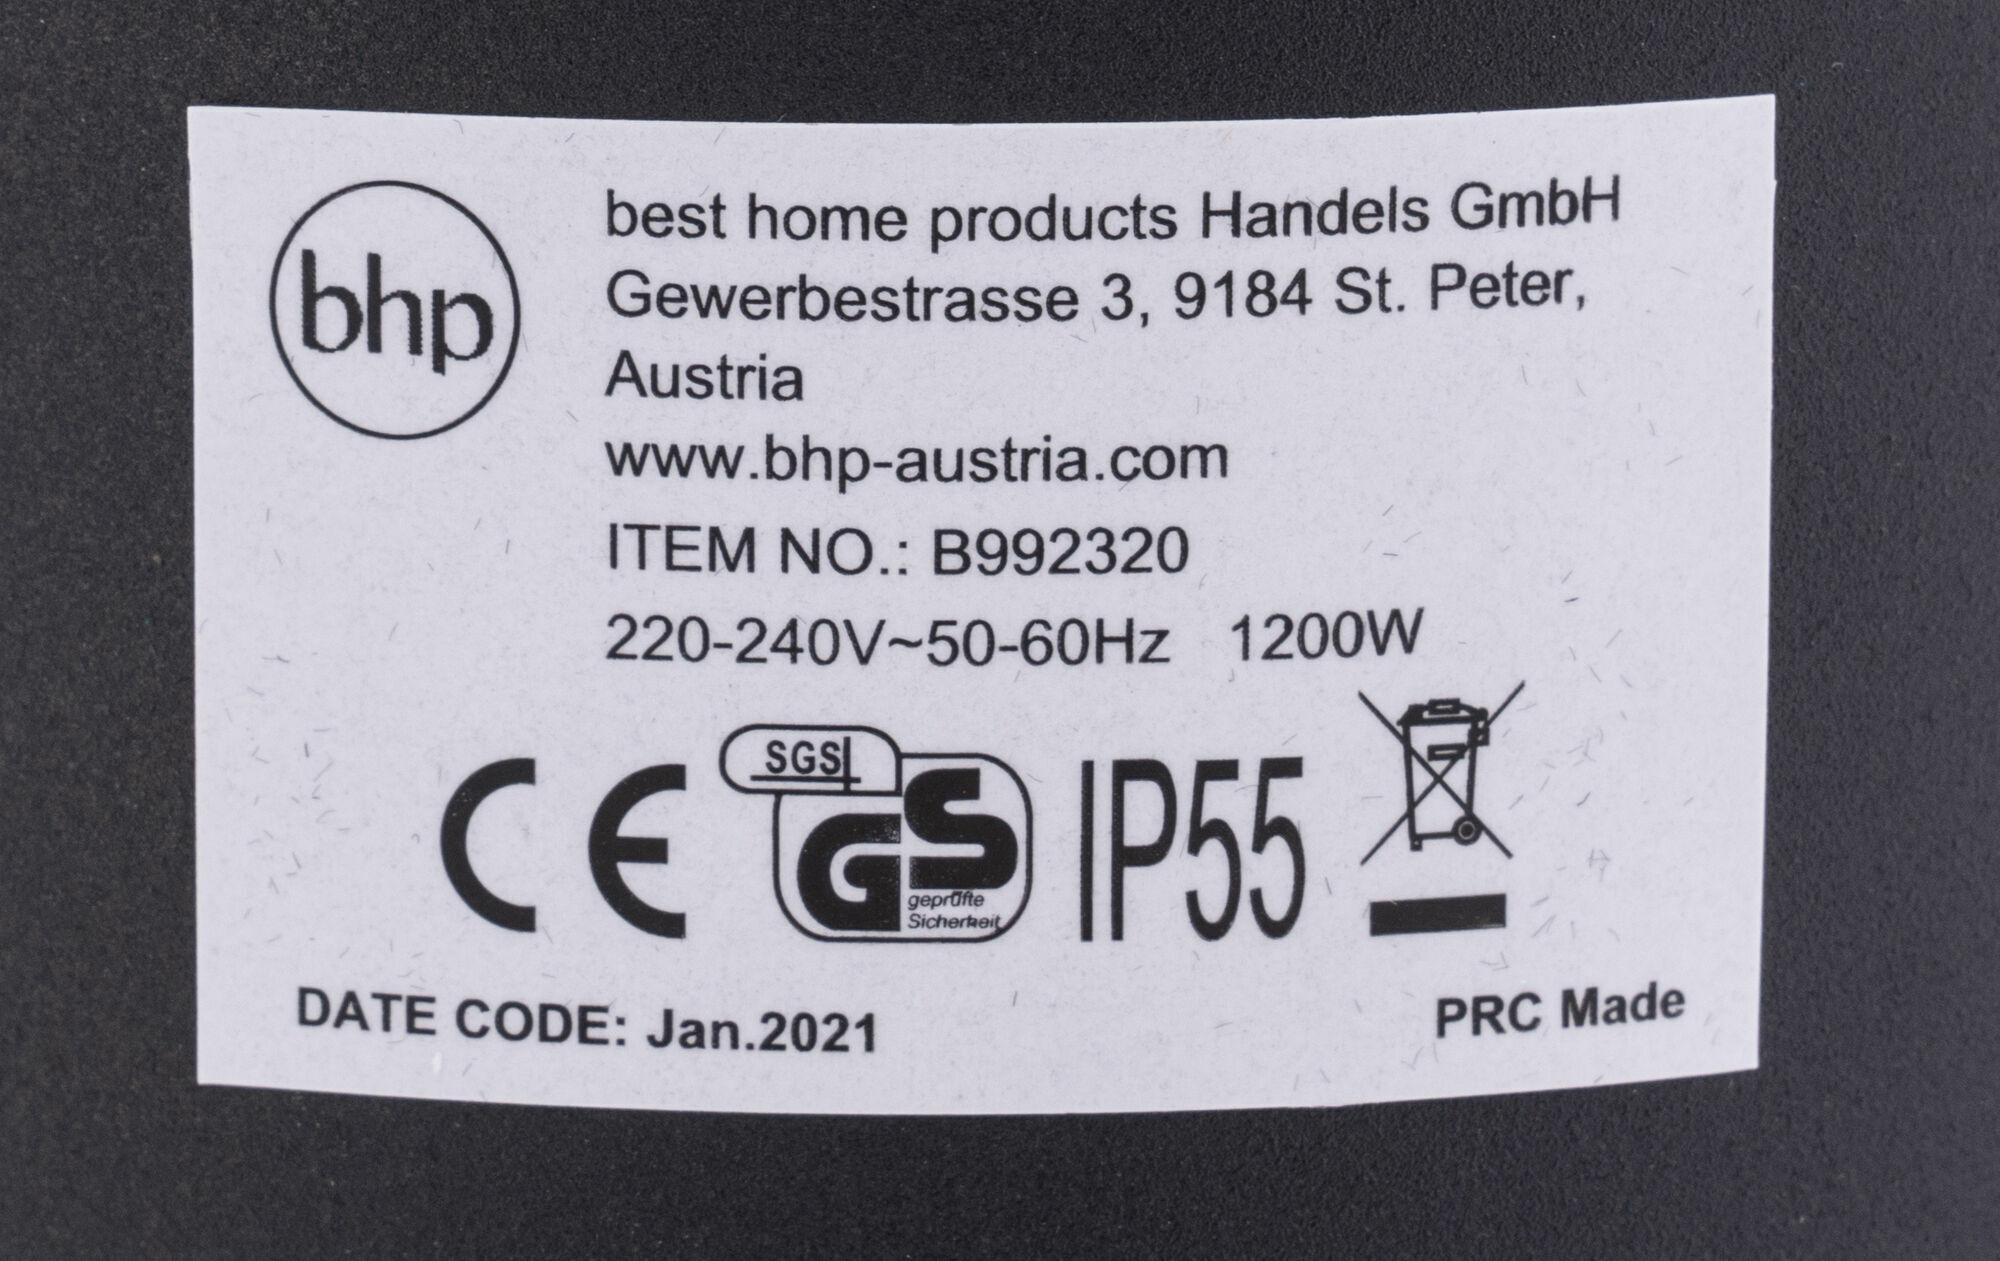 bhp
best home products Handels GmbH
Gewerbestrasse 3, 9184 St. Peter,
Austria
www.bhp-austria.com
ITEM NO.: B992320
220-240V~50-60Hz 1200W
CE
SGS
GS
geprüfte
Sicherheit
IP55
DATE CODE: Jan.2021
PRC Made